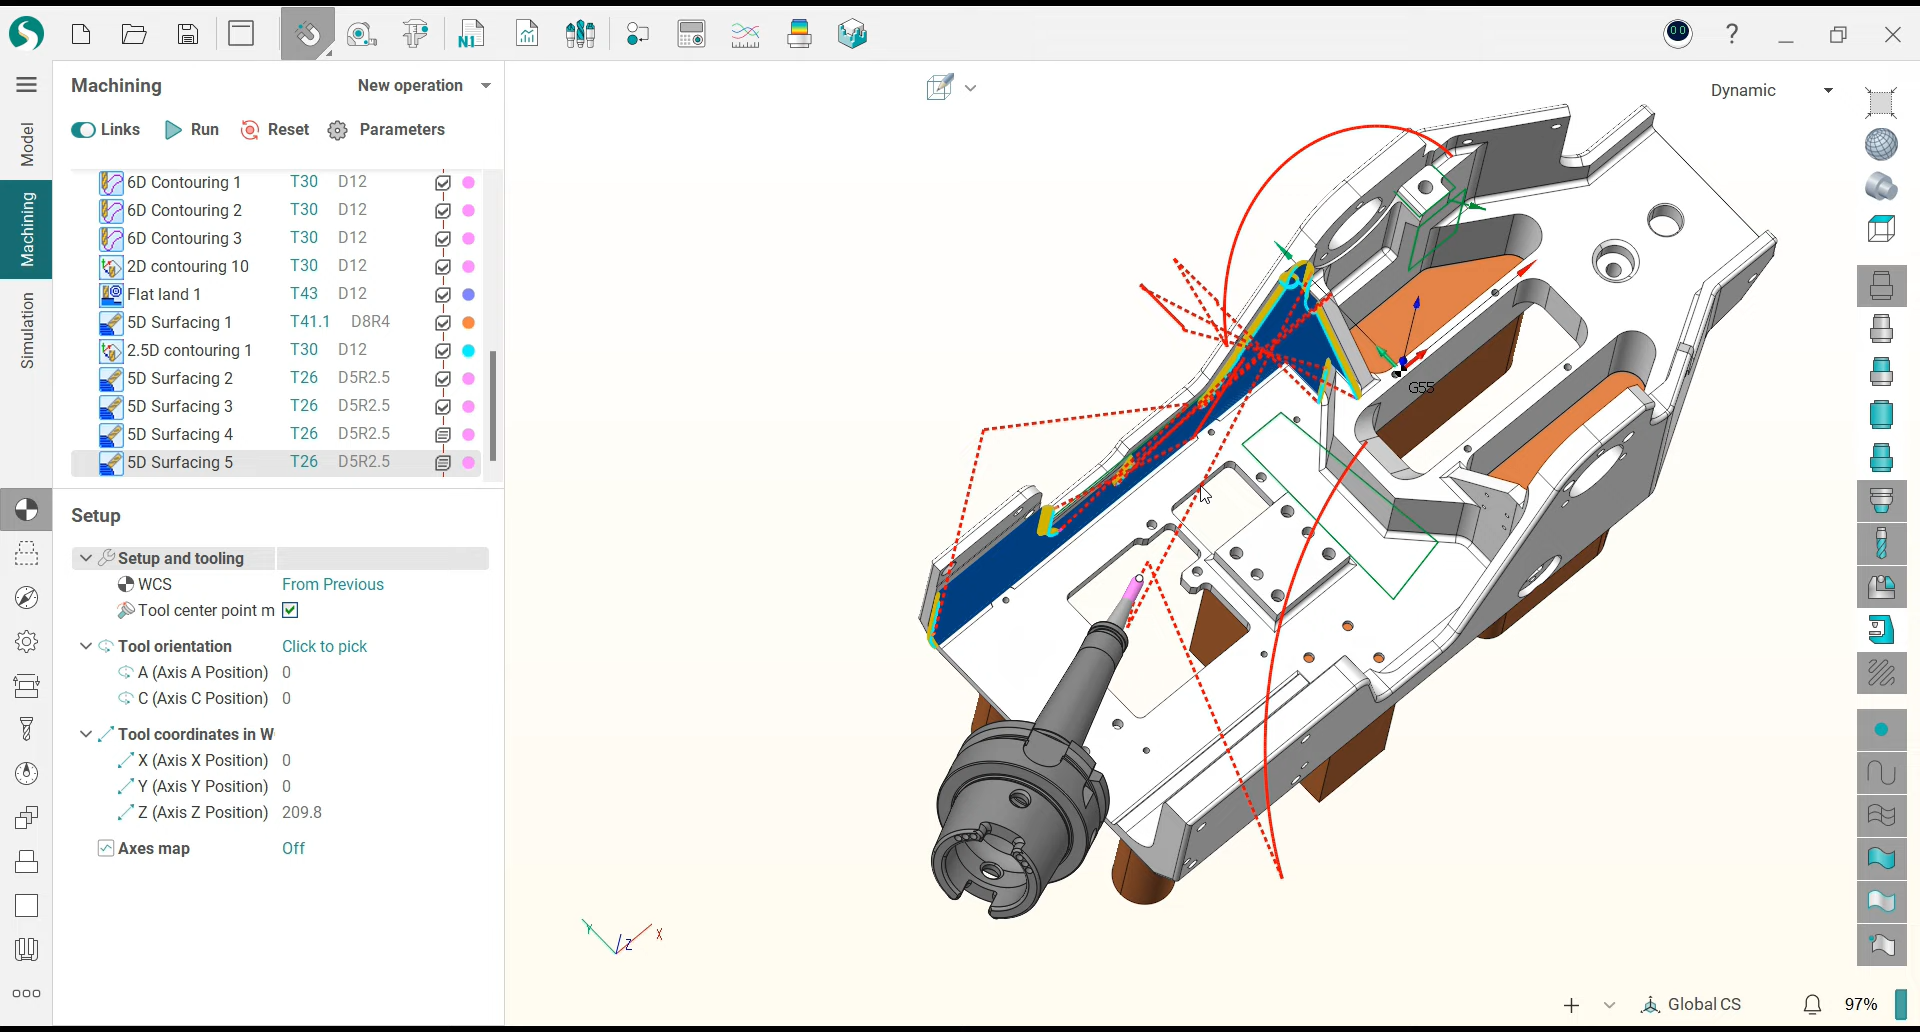 N1
Machining
New operation
Dynamic
Links
Run
Reset
Parameters
Model
Machining
Simulation
6D Contouring 1 T30 D12
6D Contouring 2 T30 D12
6D Contouring 3 T30 D12
2D contouring 10 T30 D12
Flat land 1 T43 D12
5D Surfacing 1 T41.1 D8R4
2.5D contouring 1 T30 D12
5D Surfacing 2 T26 D5R2.5
5D Surfacing 3 T26 D5R2.5
5D Surfacing 4 T26 D5R2.5
5D Surfacing 5 T26 D5R2.5
G55
Setup
Setup and tooling
WCS From Previous
Tool center point m
Tool orientation Click to pick
A (Axis A Position) 0
C (Axis C Position) 0
Tool coordinates in W
X (Axis X Position) 0
Y (Axis Y Position) 0
Z (Axis Z Position) 209.8
Axes map Off
Y
Z
X
Global CS
97%